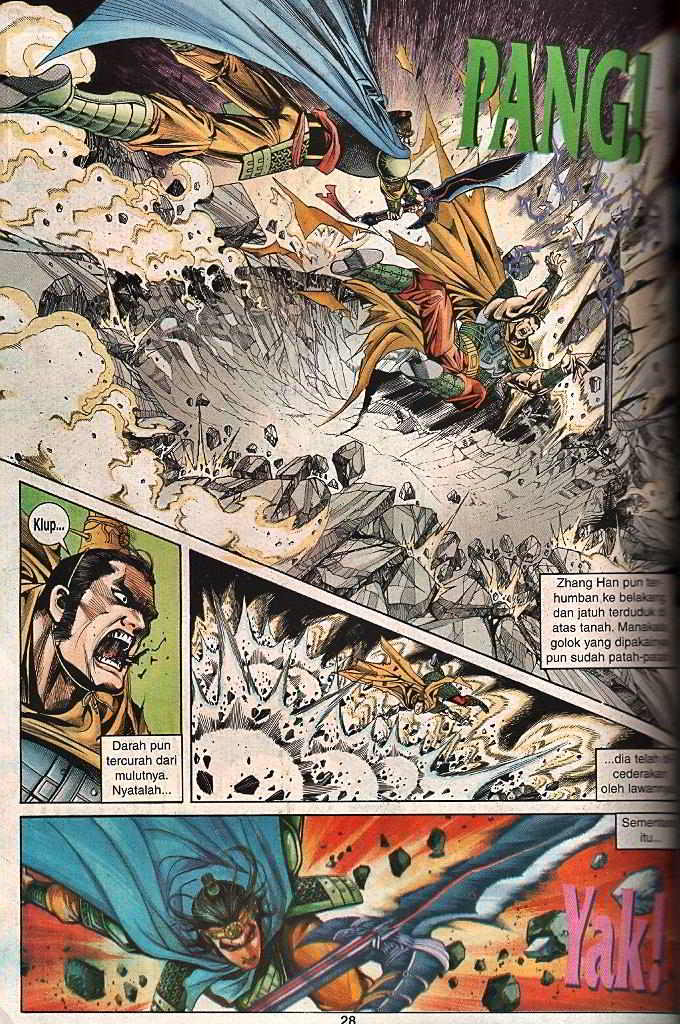 PANG!
Zhang Han pun ter-
humban ke belakang
dan jatuh terduduk di
atas tanah. Manakala
golok yang dipakainya
pun sudah
Klup...
Darah pun
tercurah dari
mulutnya.
Nyatalah...
...dia telah
cederakan
oleh lawannya
Sementara
itu...
Yak!
28